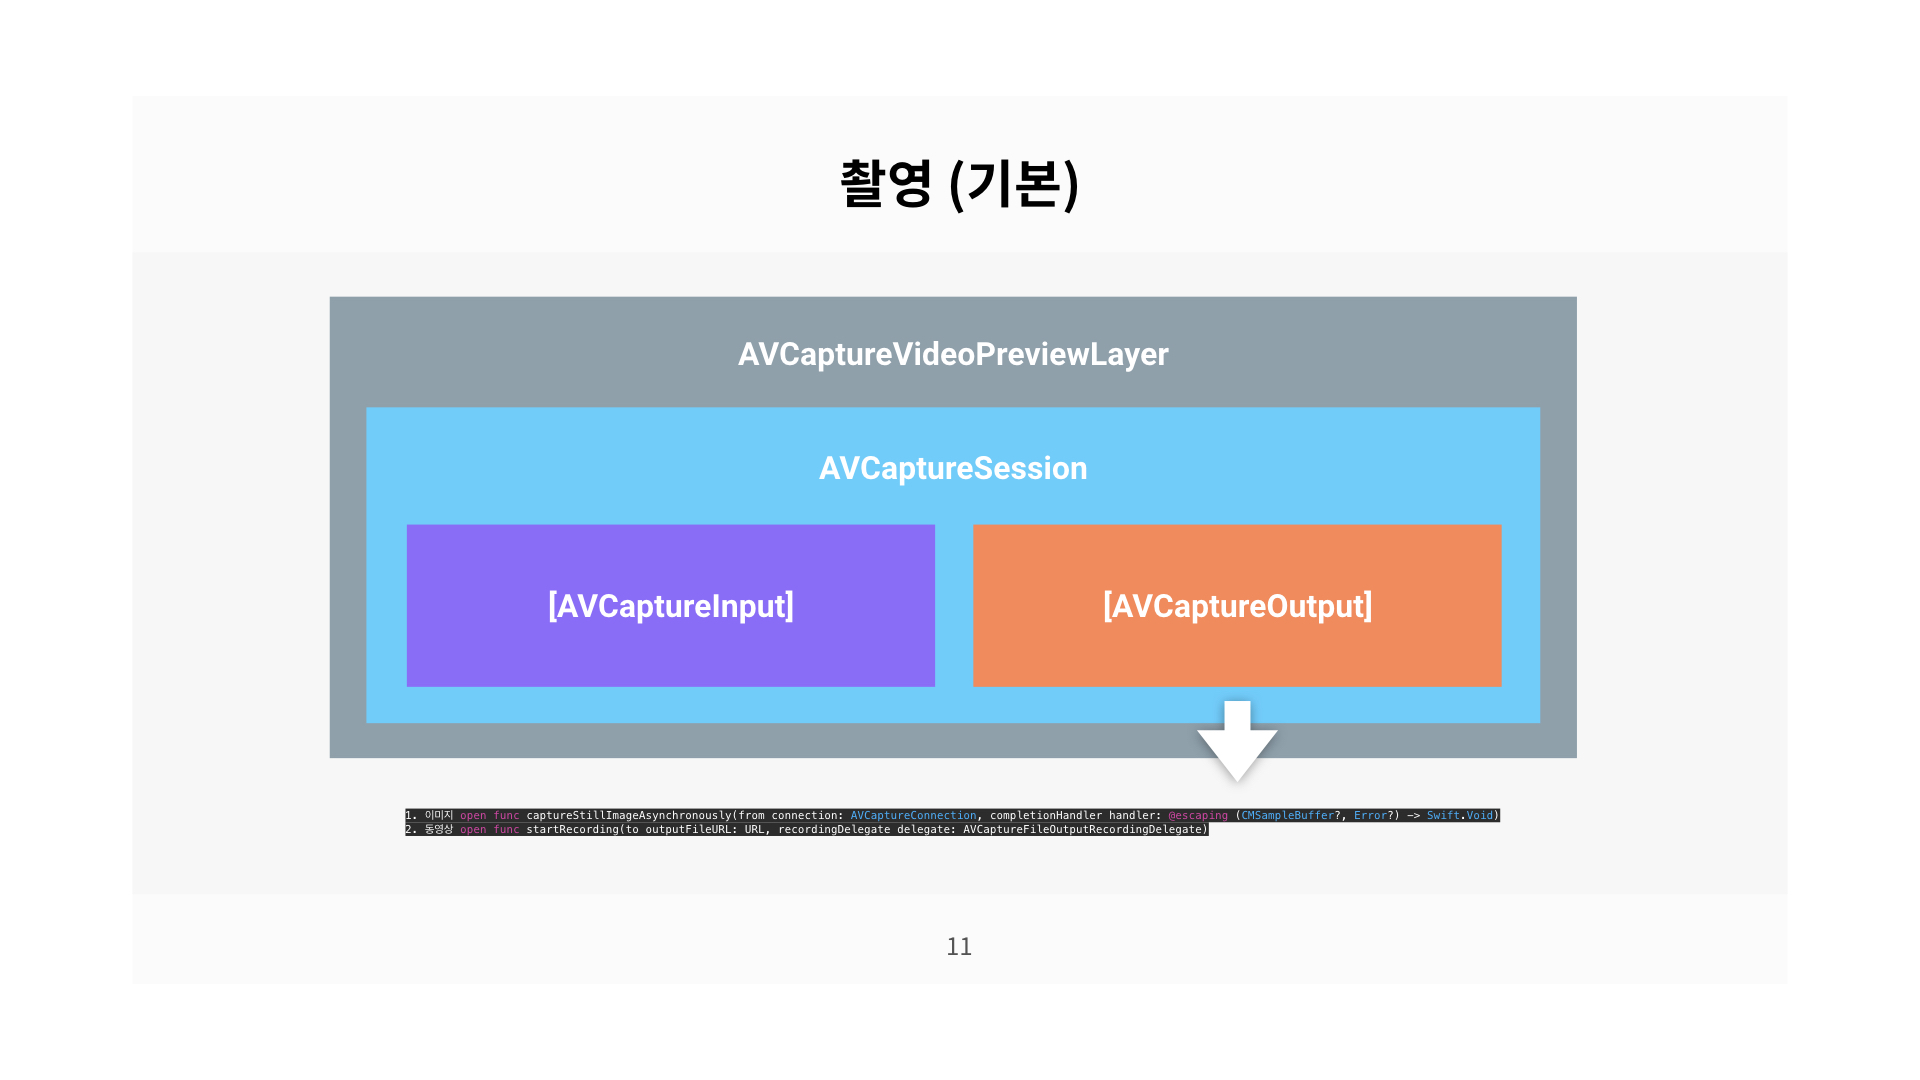 촬영 (기본)
AVCaptureVideoPreviewLayer
AVCaptureSession
[AVCaptureInput]
[AVCaptureOutput]
1. 이미지 open func captureStillImageAsynchronously(from connection: AVCaptureConnection, completionHandler handler: @escaping (CMSampleBuffer?, Error?) -> Swift.Void)
2. 동영상 open func startRecording(to outputFileURL: URL, recordingDelegate delegate: AVCaptureFileOutputRecordingDelegate)
11